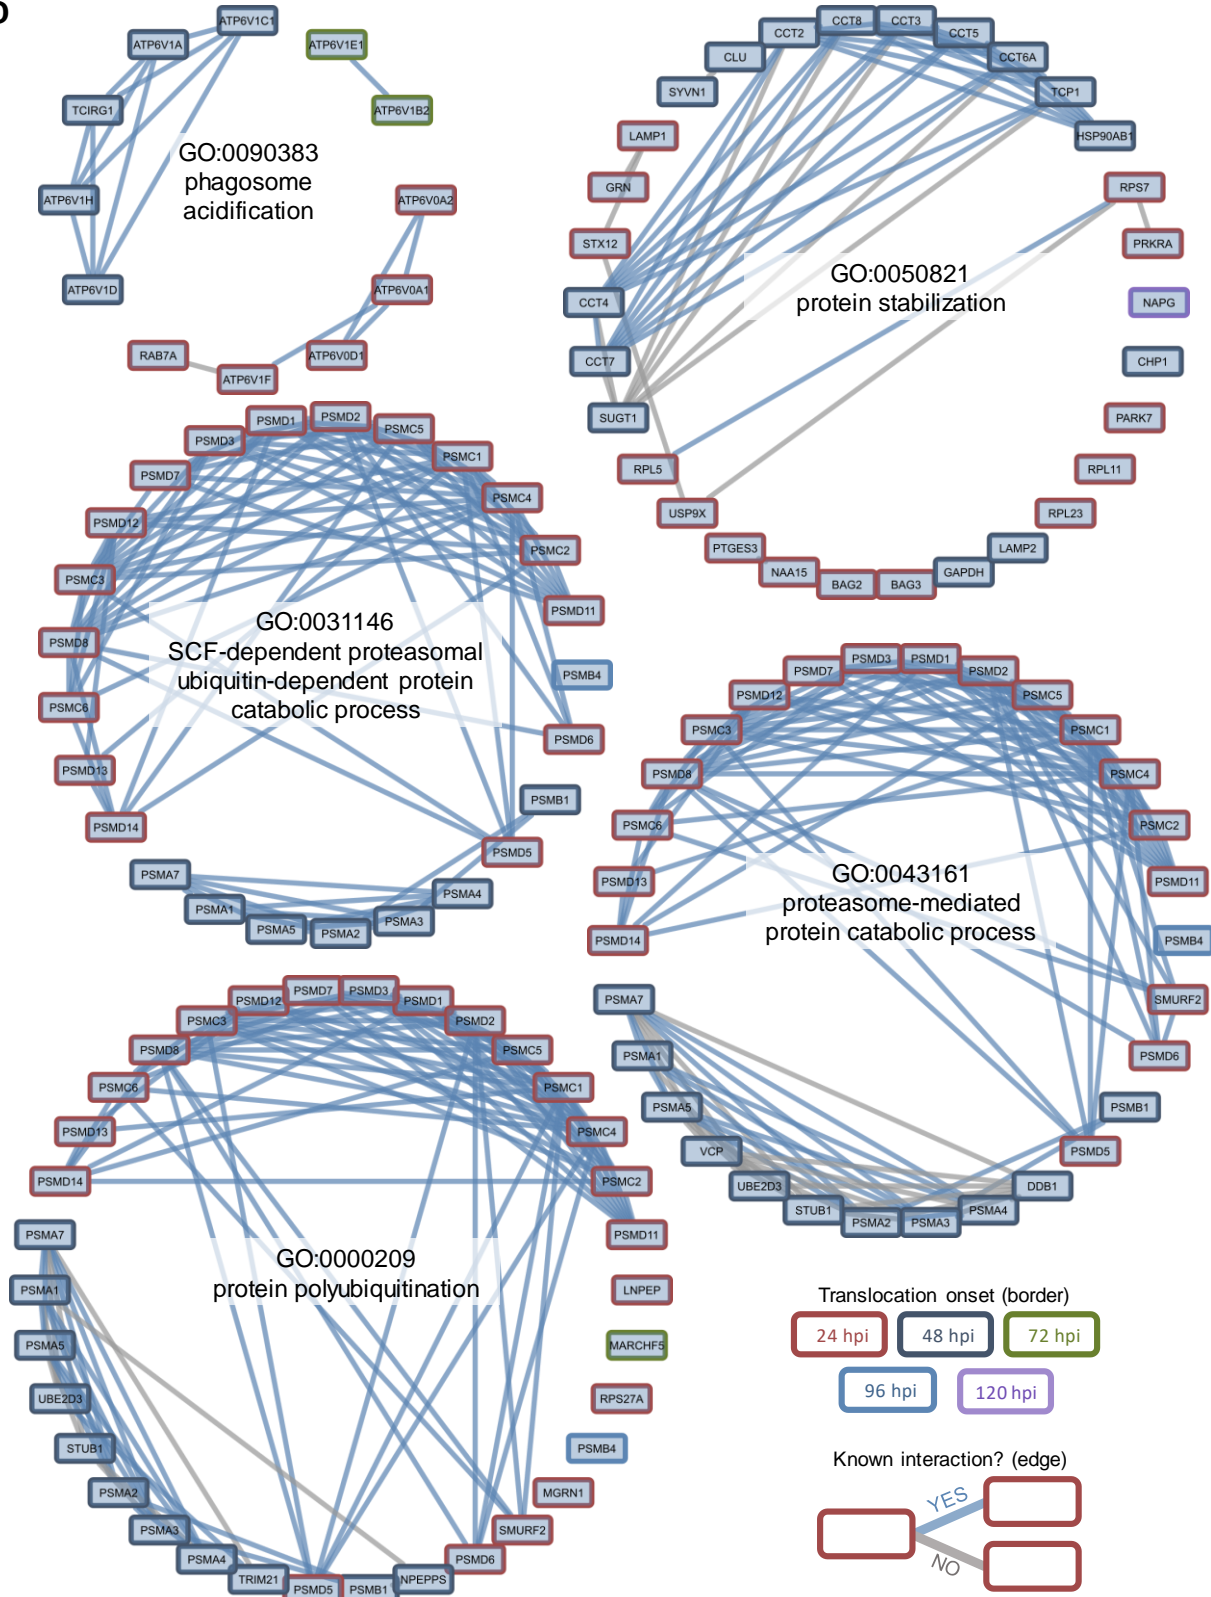 ATP6V1C1
ATP6V1A
ATP6V1E1
TCIRG1
ATP6V1B2
GO:0090383
phagosome
acidification
ATP6V1H
ATP6V0A2
ATP6V1D
ATP6V0A1
RAB7A
ATP6V0D1
ATP6V1F
CCT8
CCT3
CCT2
CCT5
CLU
CCT6A
SYVN1
TCP1
LAMP1
HSP90AB1
GRN
RPS7
STX12
PRKRA
GO:0050821
protein stabilization
CCT4
NAPG
CCT7
CHP1
SUGT1
PARK7
RPL5
RPL11
USP9X
RPL23
PTGES3
LAMP2
NAA15
GAPDH
BAG2
BAG3
PSMD2
PSMD1
PSMC5
PSMD3
PSMC1
PSMD7
PSMC4
PSMD12
PSMC2
PSMC3
PSMD11
GO:0031146
SCF-dependent proteasomal
ubiquitin-dependent protein
catabolic process
PSMD8
PSMB4
PSMC6
PSMD6
PSMD13
PSMB1
PSMD14
PSMD5
PSMA7
PSMA4
PSMA1
PSMA3
PSMA5
PSMA2
PSMD3
PSMD1
PSMD7
PSMD2
PSMD12
PSMC5
PSMC3
PSMC1
PSMD8
PSMC4
PSMC6
PSMC2
GO:0043161
proteasome-mediated
protein catabolic process
PSMD13
PSMD11
PSMD14
PSMB4
PSMA7
SMURF2
PSMA1
PSMD6
PSMA5
PSMB1
VCP
PSMD5
UBE2D3
DDB1
STUB1
PSMA4
PSMA2
PSMA3
PSMD7
PSMD3
PSMD12
PSMD1
PSMC3
PSMD2
PSMD8
PSMC5
PSMC6
PSMC1
PSMD13
PSMC4
PSMD14
PSMC2
PSMA7
PSMD11
GO:0000209
protein polyubiquitination
PSMA1
LNPEP
PSMA5
MARCHF5
UBE2D3
RPS27A
STUB1
PSMB4
PSMA2
MGRN1
PSMA3
SMURF2
PSMA4
PSMD6
TRIM21
NPEPPS
PSMD5
PSMB1
Translocation onset (border)
24 hpi
48 hpi
72 hpi
96 hpi
120 hpi
Known interaction? (edge)
YES
NO